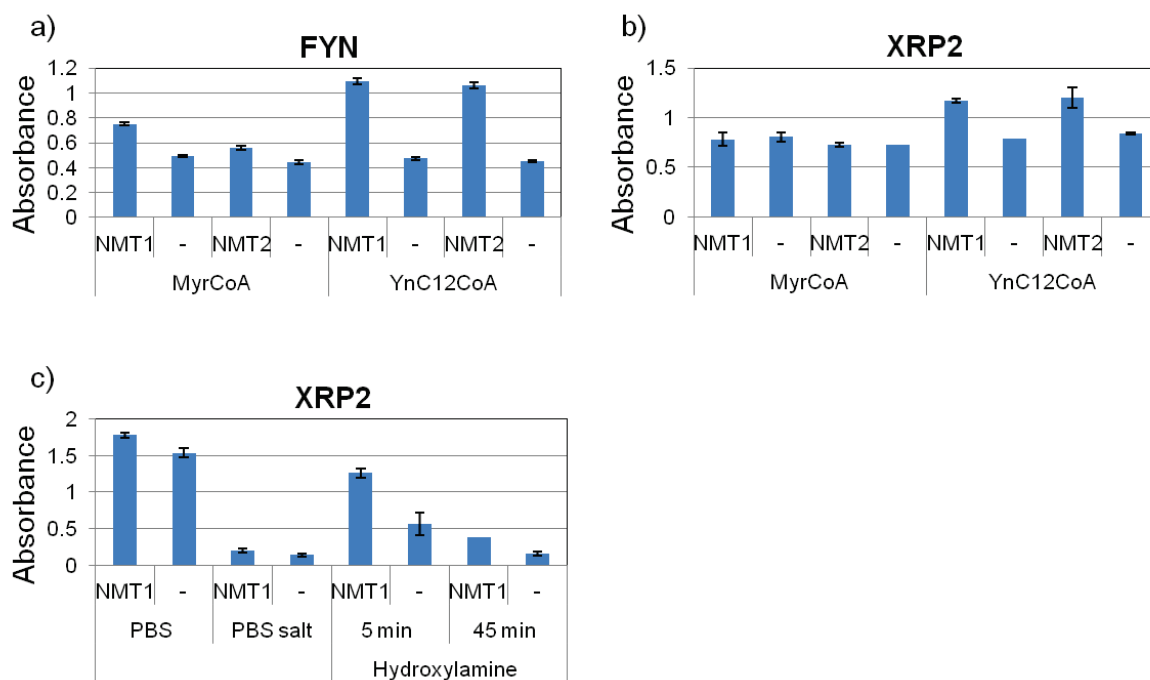 a)
FYN
Absorbance
1.2
1
0.8
0.6
0.4
0.2
0
NMT1 - NMT2 - NMT1 - NMT2 -
MyrCoA YnC12CoA
b)
XRP2
Absorbance
1.5
1
0.5
0
NMT1 - NMT2 - NMT1 - NMT2 -
MyrCoA YnC12CoA
c)
XRP2
Absorbance
2
1.5
1
0.5
0
NMT1 - NMT1 - NMT1 - NMT1 -
PBS PBS salt 5 min 45 min
Hydroxylamine